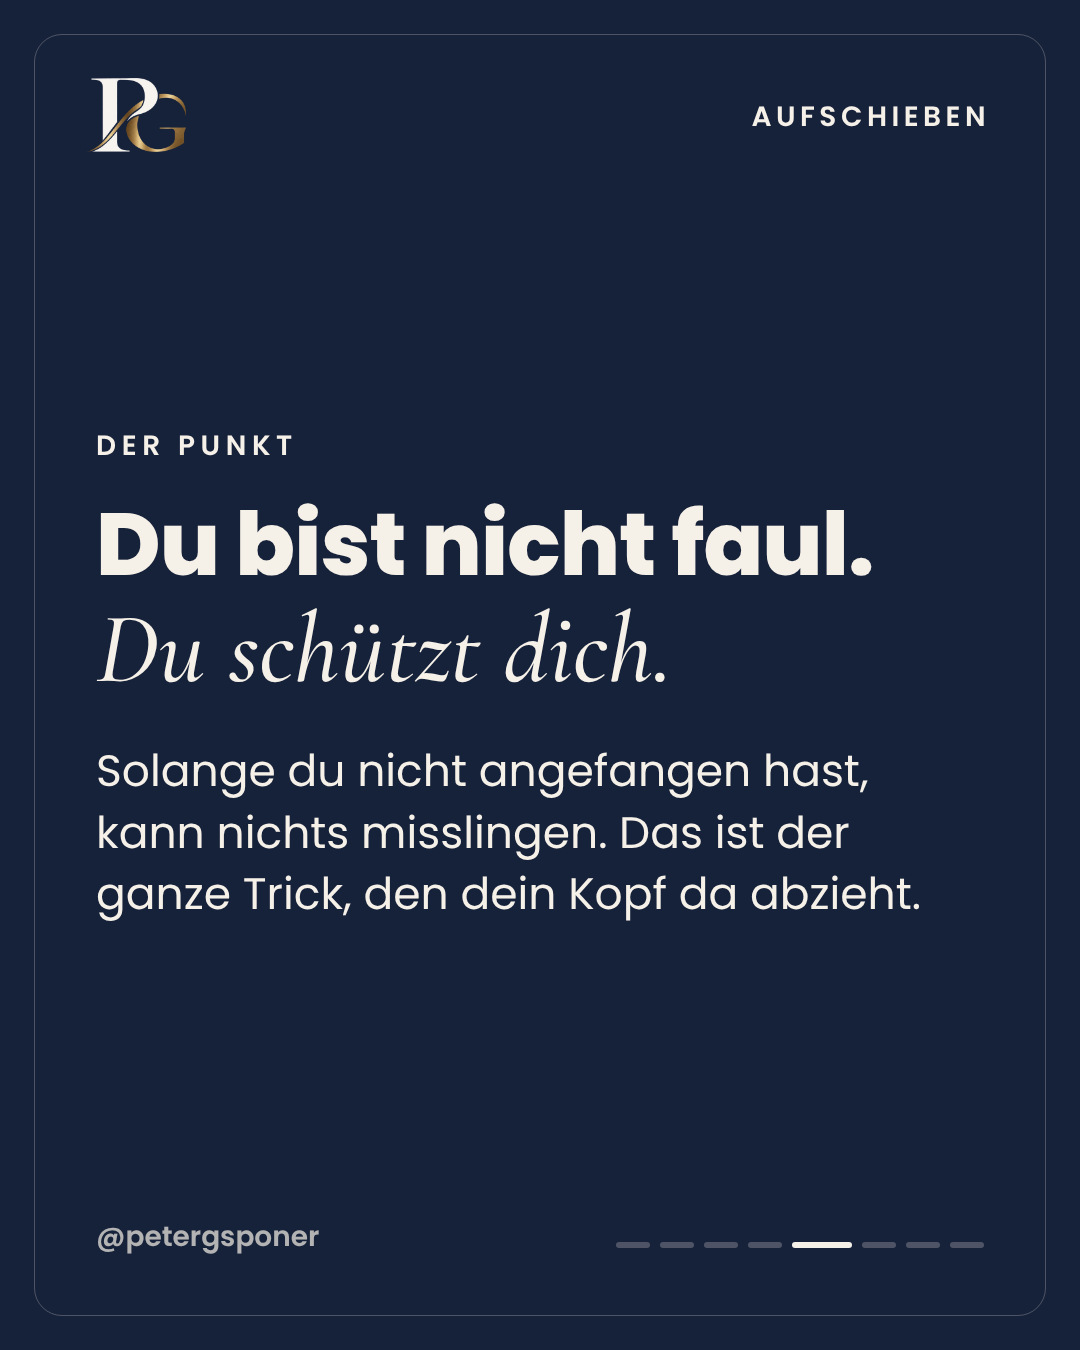 PG
AUFSCHIEBEN
DER PUNKT
Du bist nicht faul.
Du schützt dich.
Solange du nicht angefangen hast,
kann nichts misslingen. Das ist der
ganze Trick, den dein Kopf da abzieht.
@petergsponer